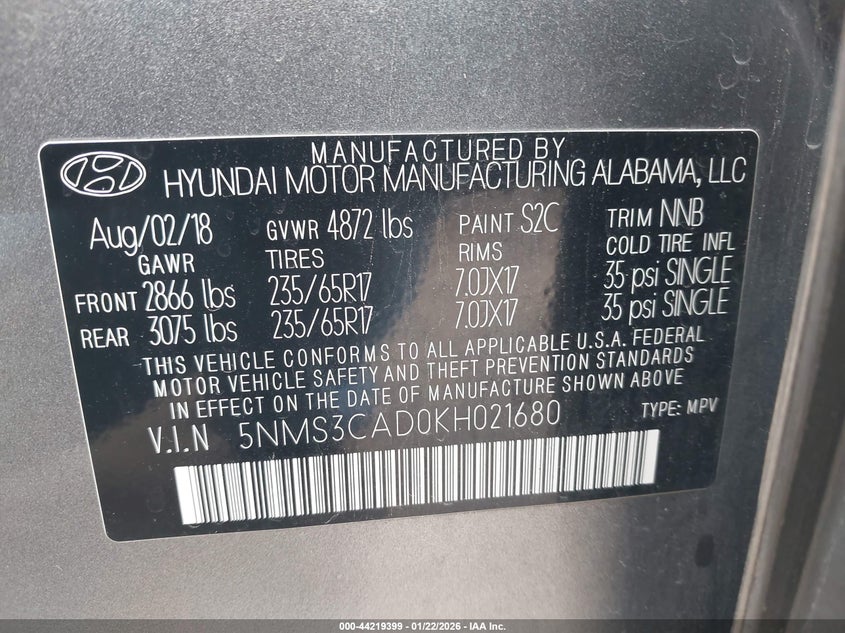 MANUFACTURED BY
HYUNDAI MOTOR MANUFACTURING ALABAMA, LLC
Aug/02/18 GVWR 4872 lbs PAINT S2C TRIM NNB
GAWR TIRES RIMS COLD TIRE INFL
FRONT 2866 lbs 235/65R17 7.0JX17 35 psi SINGLE
REAR 3075 lbs 235/65R17 7.0JX17 35 psi SINGLE
THIS VEHICLE CONFORMS TO ALL APPLICABLE U.S.A. FEDERAL
MOTOR VEHICLE SAFETY AND THEFT PREVENTION STANDARDS
IN EFFECT ON THE DATE OF MANUFACTURE SHOWN ABOVE
V.I.N 5NMS3CAD0KH021680 TYPE: MPV
000-44219399 - 01/22/2026 - IAA Inc.